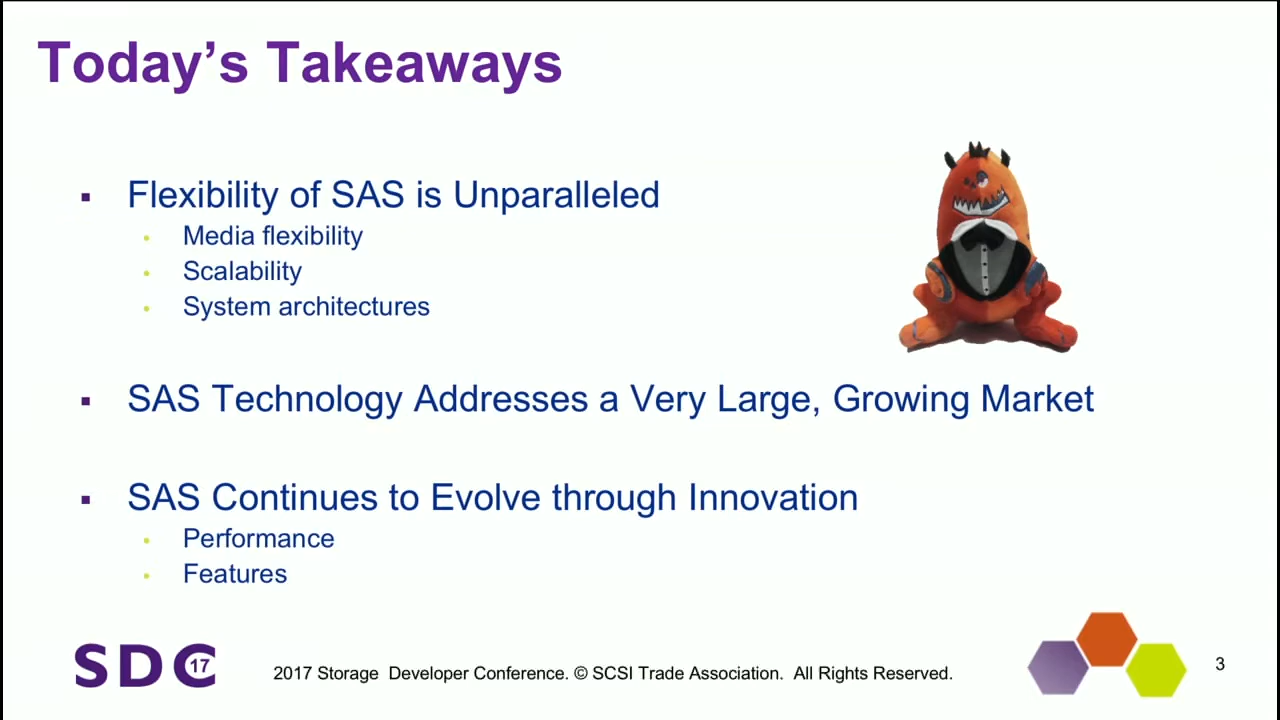 Today's Takeaways
▪ Flexibility of SAS is Unparalleled
• Media flexibility
• Scalability
• System architectures
▪ SAS Technology Addresses a Very Large, Growing Market
▪ SAS Continues to Evolve through Innovation
• Performance
• Features
SDC 17
2017 Storage Developer Conference. © SCSI Trade Association. All Rights Reserved.
3